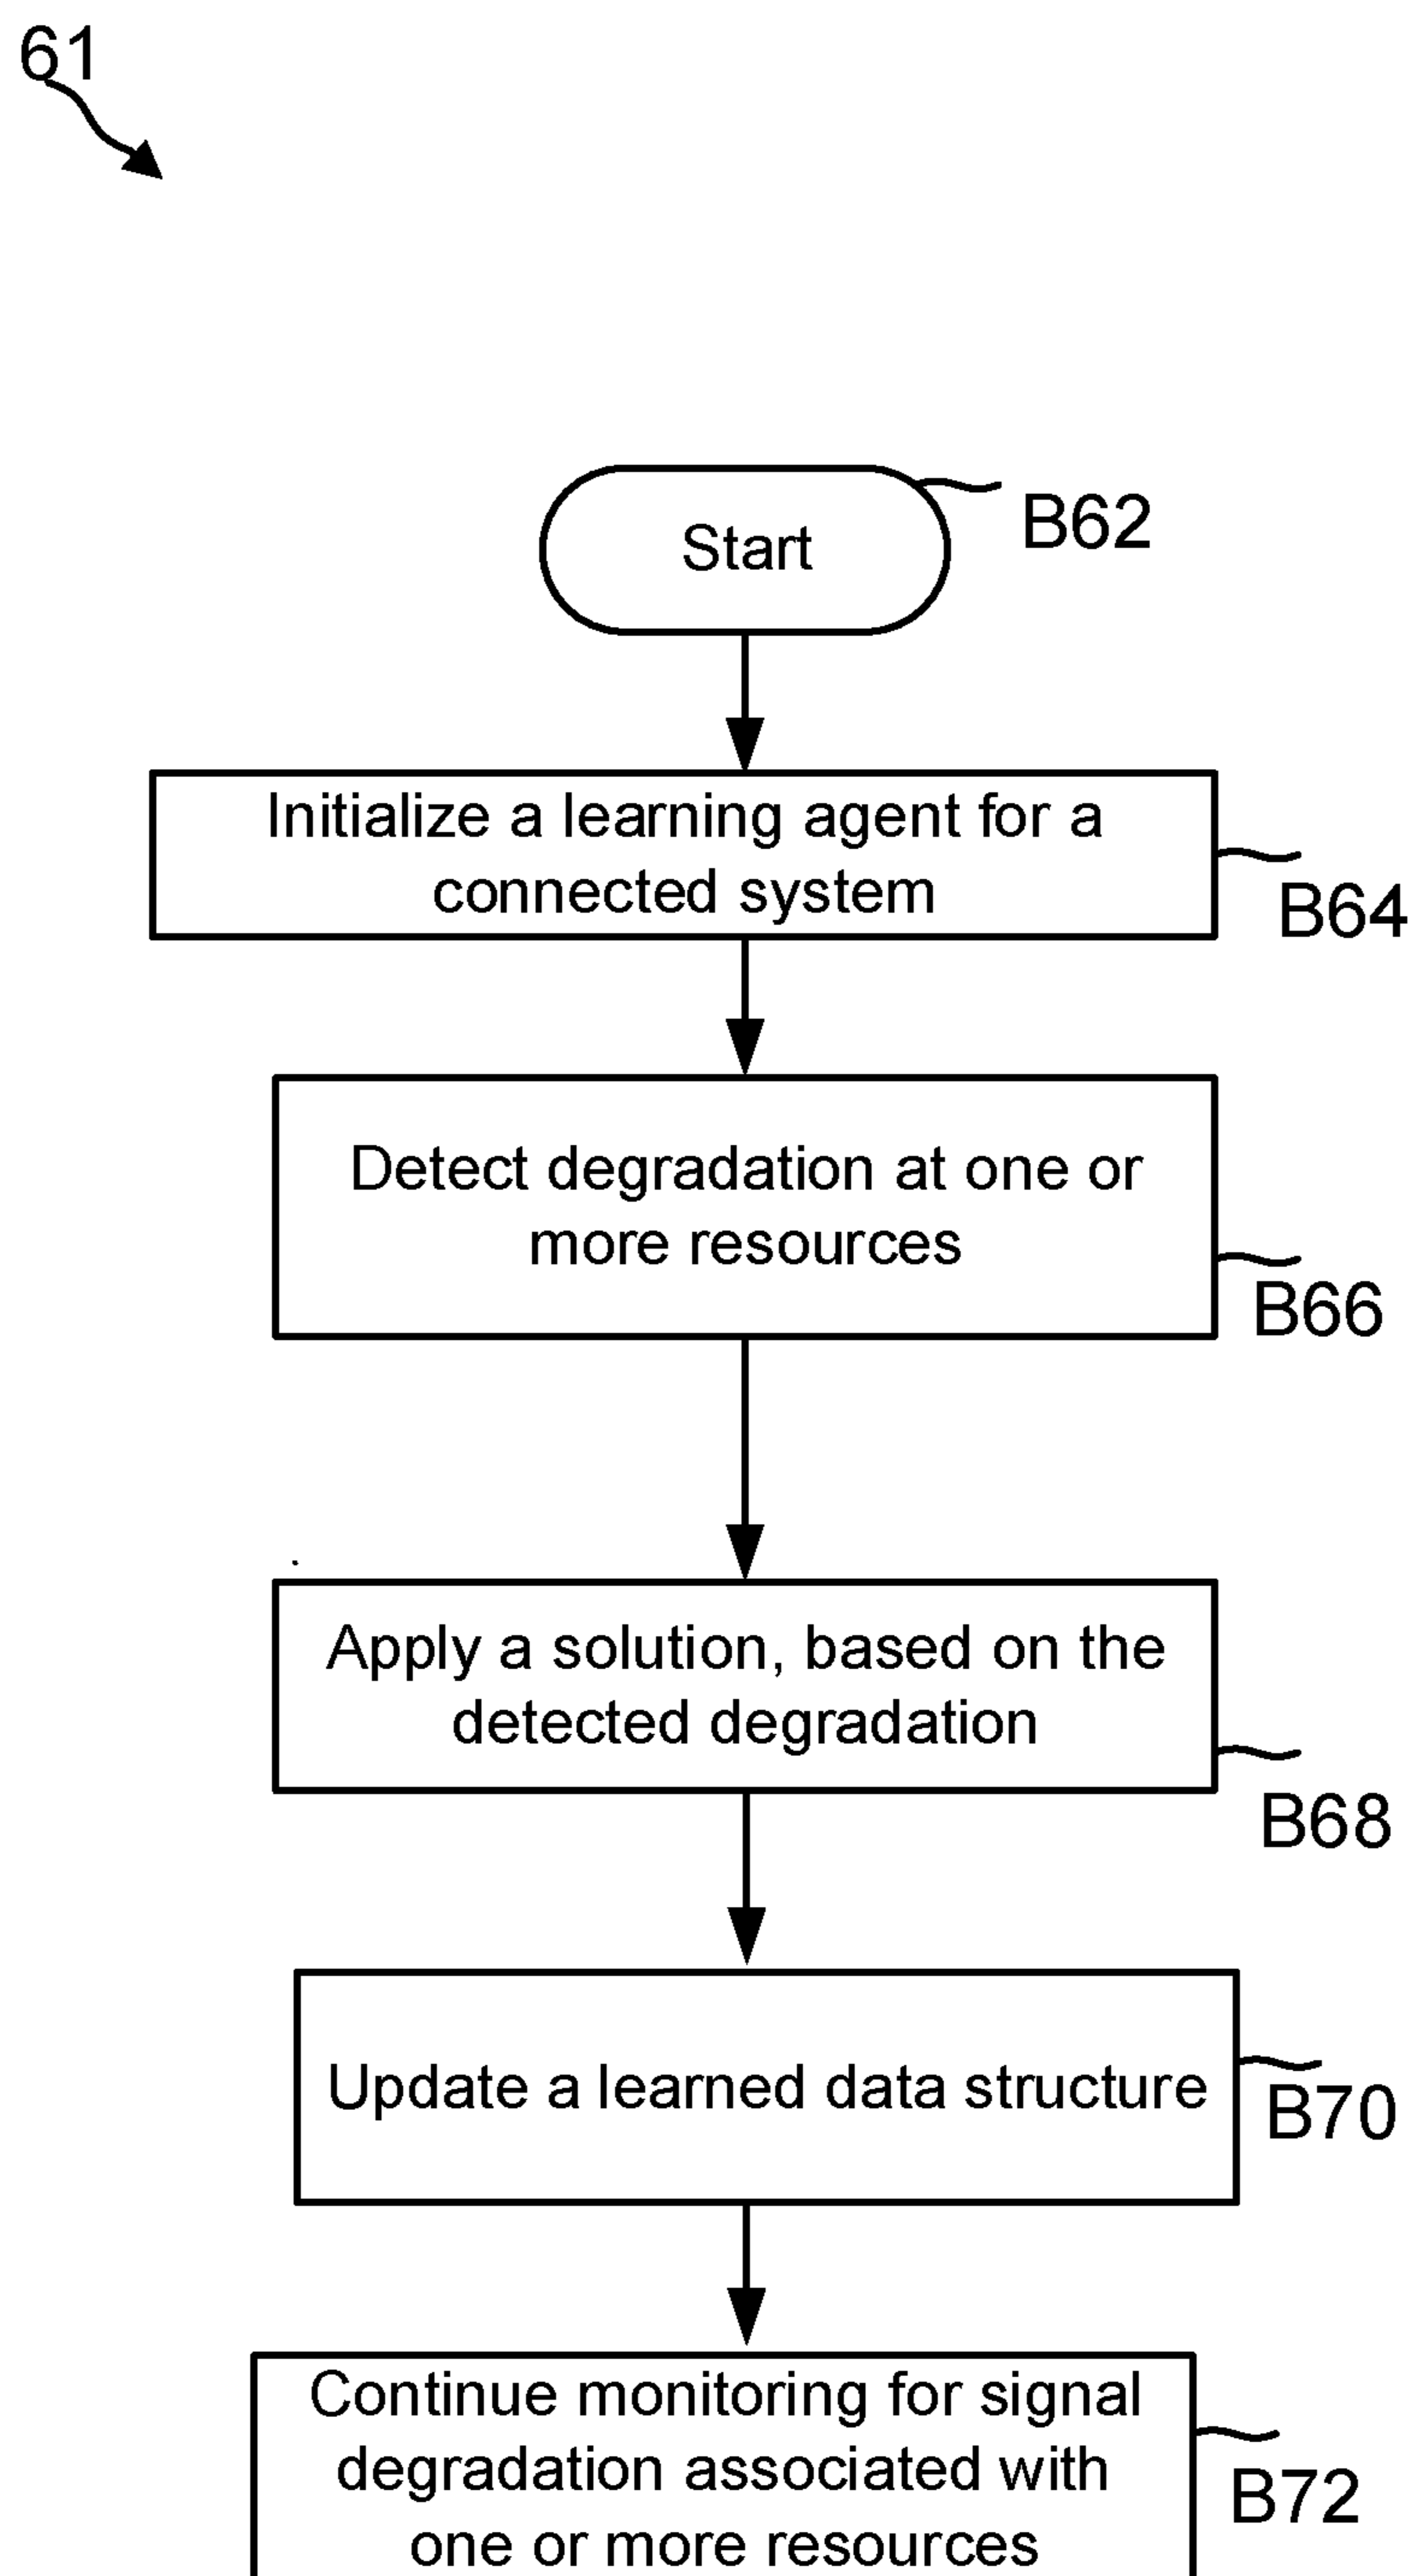 61
Start
B62
Initialize a learning agent for a
connected system
B64
Detect degradation at one or
more resources
B66
Apply a solution, based on the
detected degradation
B68
Update a learned data structure
B70
Continue monitoring for signal
degradation associated with
one or more resources
B72